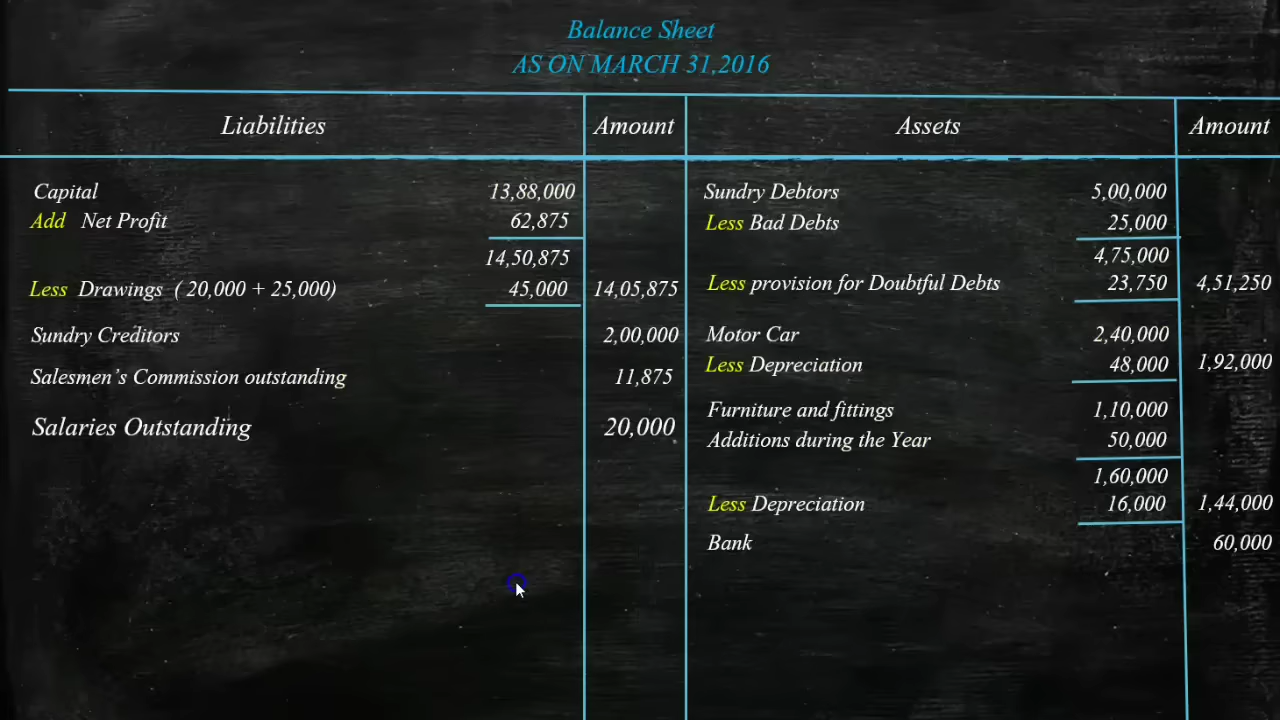 Balance Sheet
AS ON MARCH 31,2016
Liabilities Amount Assets Amount
Capital 13,88,000
Add Net Profit 62,875
14,50,875
Less Drawings ( 20,000 + 25,000) 45,000 14,05,875
Sundry Creditors 2,00,000
Salesmen's Commission outstanding 11,875
Salaries Outstanding 20,000
Sundry Debtors 5,00,000
Less Bad Debts 25,000
4,75,000
Less provision for Doubtful Debts 23,750 4,51,250
Motor Car 2,40,000
Less Depreciation 48,000 1,92,000
Furniture and fittings 1,10,000
Additions during the Year 50,000
1,60,000
Less Depreciation 16,000 1,44,000
Bank 60,000